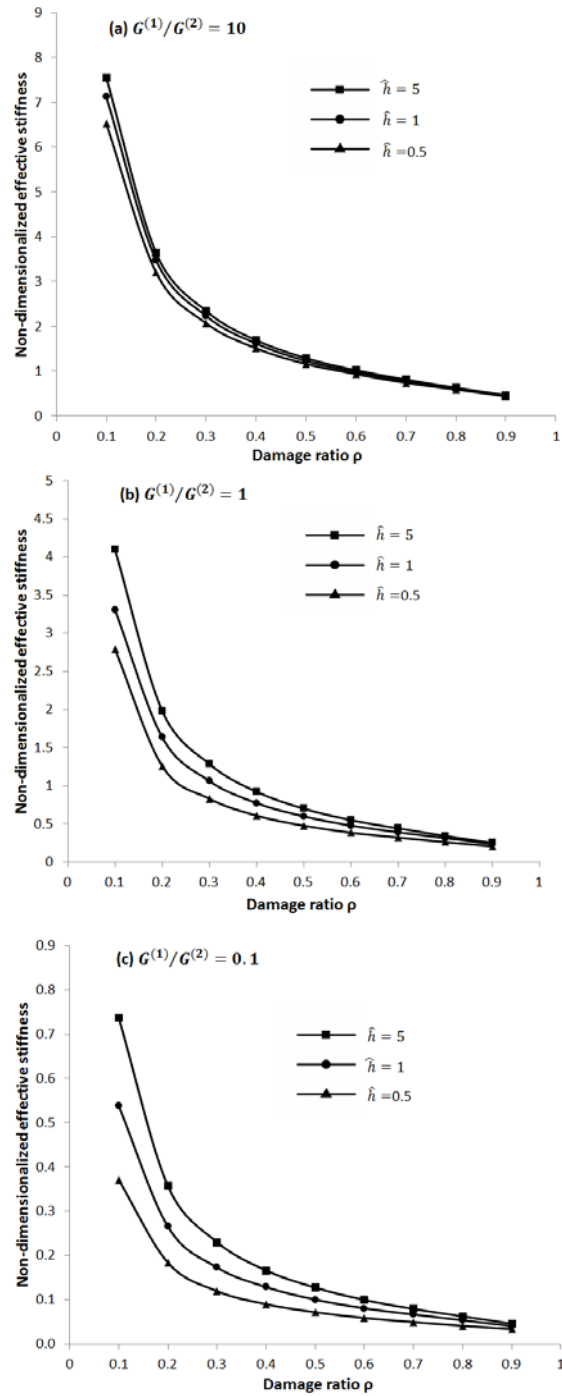 (a) G⁽¹⁾/G⁽²⁾ = 10
Non-dimensionalized effective stiffness
9
8
7
6
5
4
3
2
1
0
ĥ = 5
ĥ = 1
ĥ =0.5
0 0.1 0.2 0.3 0.4 0.5 0.6 0.7 0.8 0.9 1
Damage ratio ρ
(b) G⁽¹⁾/G⁽²⁾ = 1
Non-dimensionalized effective stiffness
5
4.5
4
3.5
3
2.5
2
1.5
1
0.5
0
ĥ = 5
ĥ = 1
ĥ =0.5
0 0.1 0.2 0.3 0.4 0.5 0.6 0.7 0.8 0.9 1
Damage ratio ρ
(c) G⁽¹⁾/G⁽²⁾ = 0.1
Non-dimensionalized effective stiffness
0.9
0.8
0.7
0.6
0.5
0.4
0.3
0.2
0.1
0.0
ĥ = 5
ĥ = 1
ĥ =0.5
0 0.1 0.2 0.3 0.4 0.5 0.6 0.7 0.8 0.9 1
Damage ratio ρ